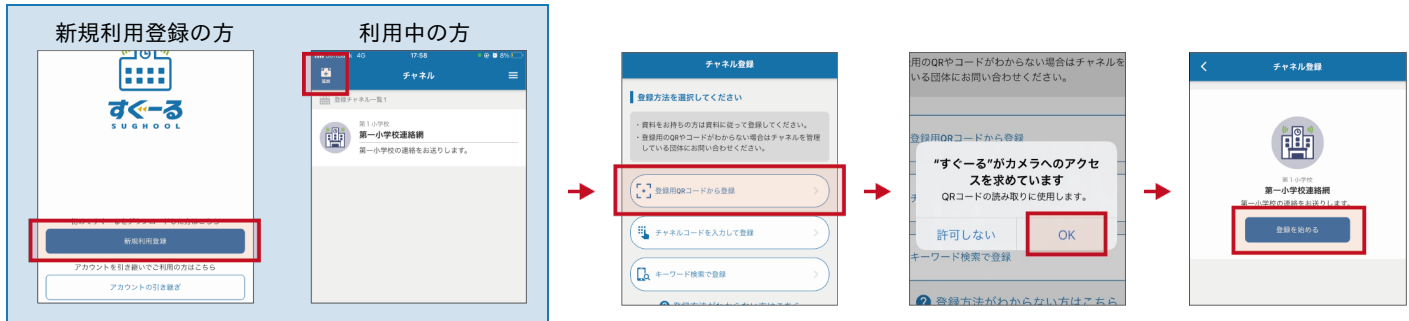 新規利用登録の方
すぐーる
SUGHOOL
新規利用登録
アカウントを引き継いでご利用の方はこちら
アカウントの引き継ぎ
利用中の方
4G 17:58 8%
追加
チャネル
登録チャネル一覧1
第1小学校
第一小学校連絡網
第一小学校の連絡をお送りします。
チャネル登録
登録方法を選択してください
・資料をお持ちの方は資料に従って登録してください。
・登録用のQRやコードがわからない場合はチャネルを管理
している団体にお問い合わせください。
登録用QRコードから登録
チャネルコードを入力して登録
キーワード検索で登録
登録方法がわからない方はこちら
用のQRやコードがわからない場合はチャネルを
いる団体にお問い合わせください。
登録用QRコードから登録
"すぐーる"がカメラへのアクセ
スを求めています
QRコードの読み取りに使用します。
許可しない
OK
キーワード検索で登録
登録方法がわからない方はこちら
チャネル登録
第1小学校
第一小学校連絡網
第一小学校の連絡をお送りします。
登録を始める